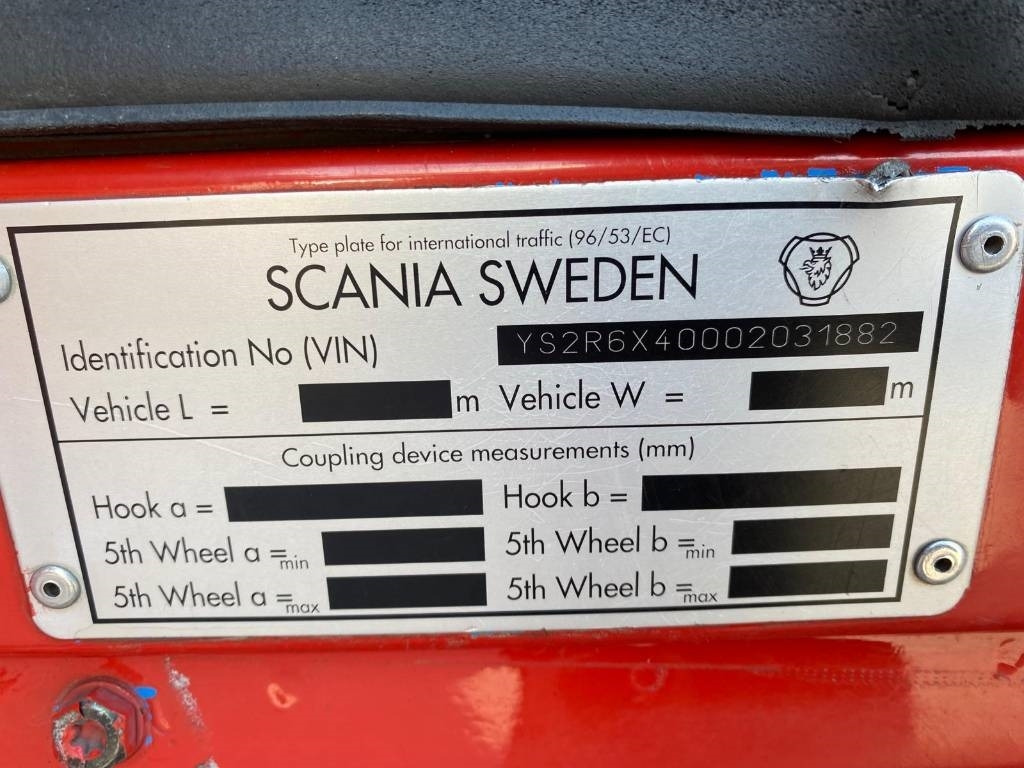 Type plate for international traffic (96/53/EC)
SCANIA SWEDEN
Identification No (VIN) YS2R6X40002031882
Vehicle L = m Vehicle W = m
Coupling device measurements (mm)
Hook a = Hook b =
5th Wheel a =min 5th Wheel b =min
5th Wheel a =max 5th Wheel b =max